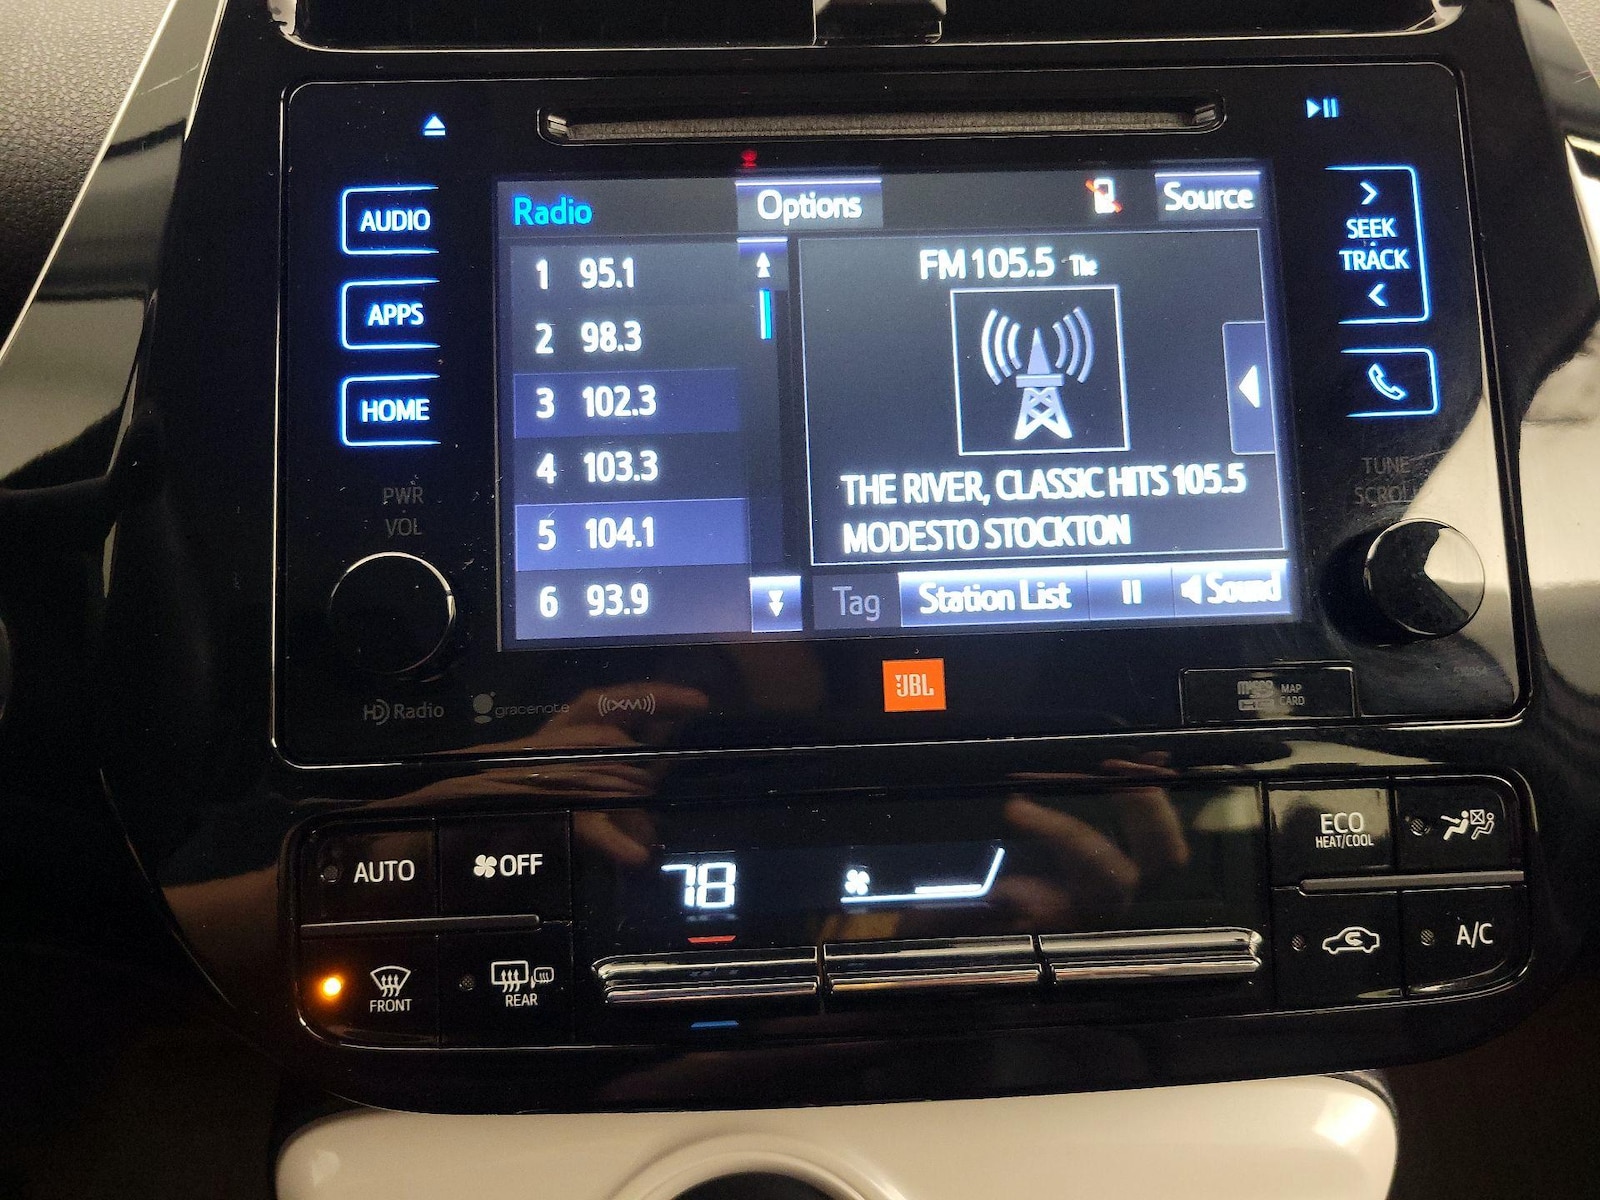 AUDIO
APPS
HOME
PWR
VOL
Radio
Options
Source
1 95.1
2 98.3
3 102.3
4 103.3
5 104.1
6 93.9
FM 105.5 The
THE RIVER, CLASSIC HITS 105.5
MODESTO STOCKTON
Tag
Station List
Sound
SEEK
TRACK
TUNE
SCROLL
HD Radio
gracenote
((XM))
JBL
MAP
CARD
AUTO
OFF
FRONT
REAR
78
ECO
HEAT/COOL
A/C